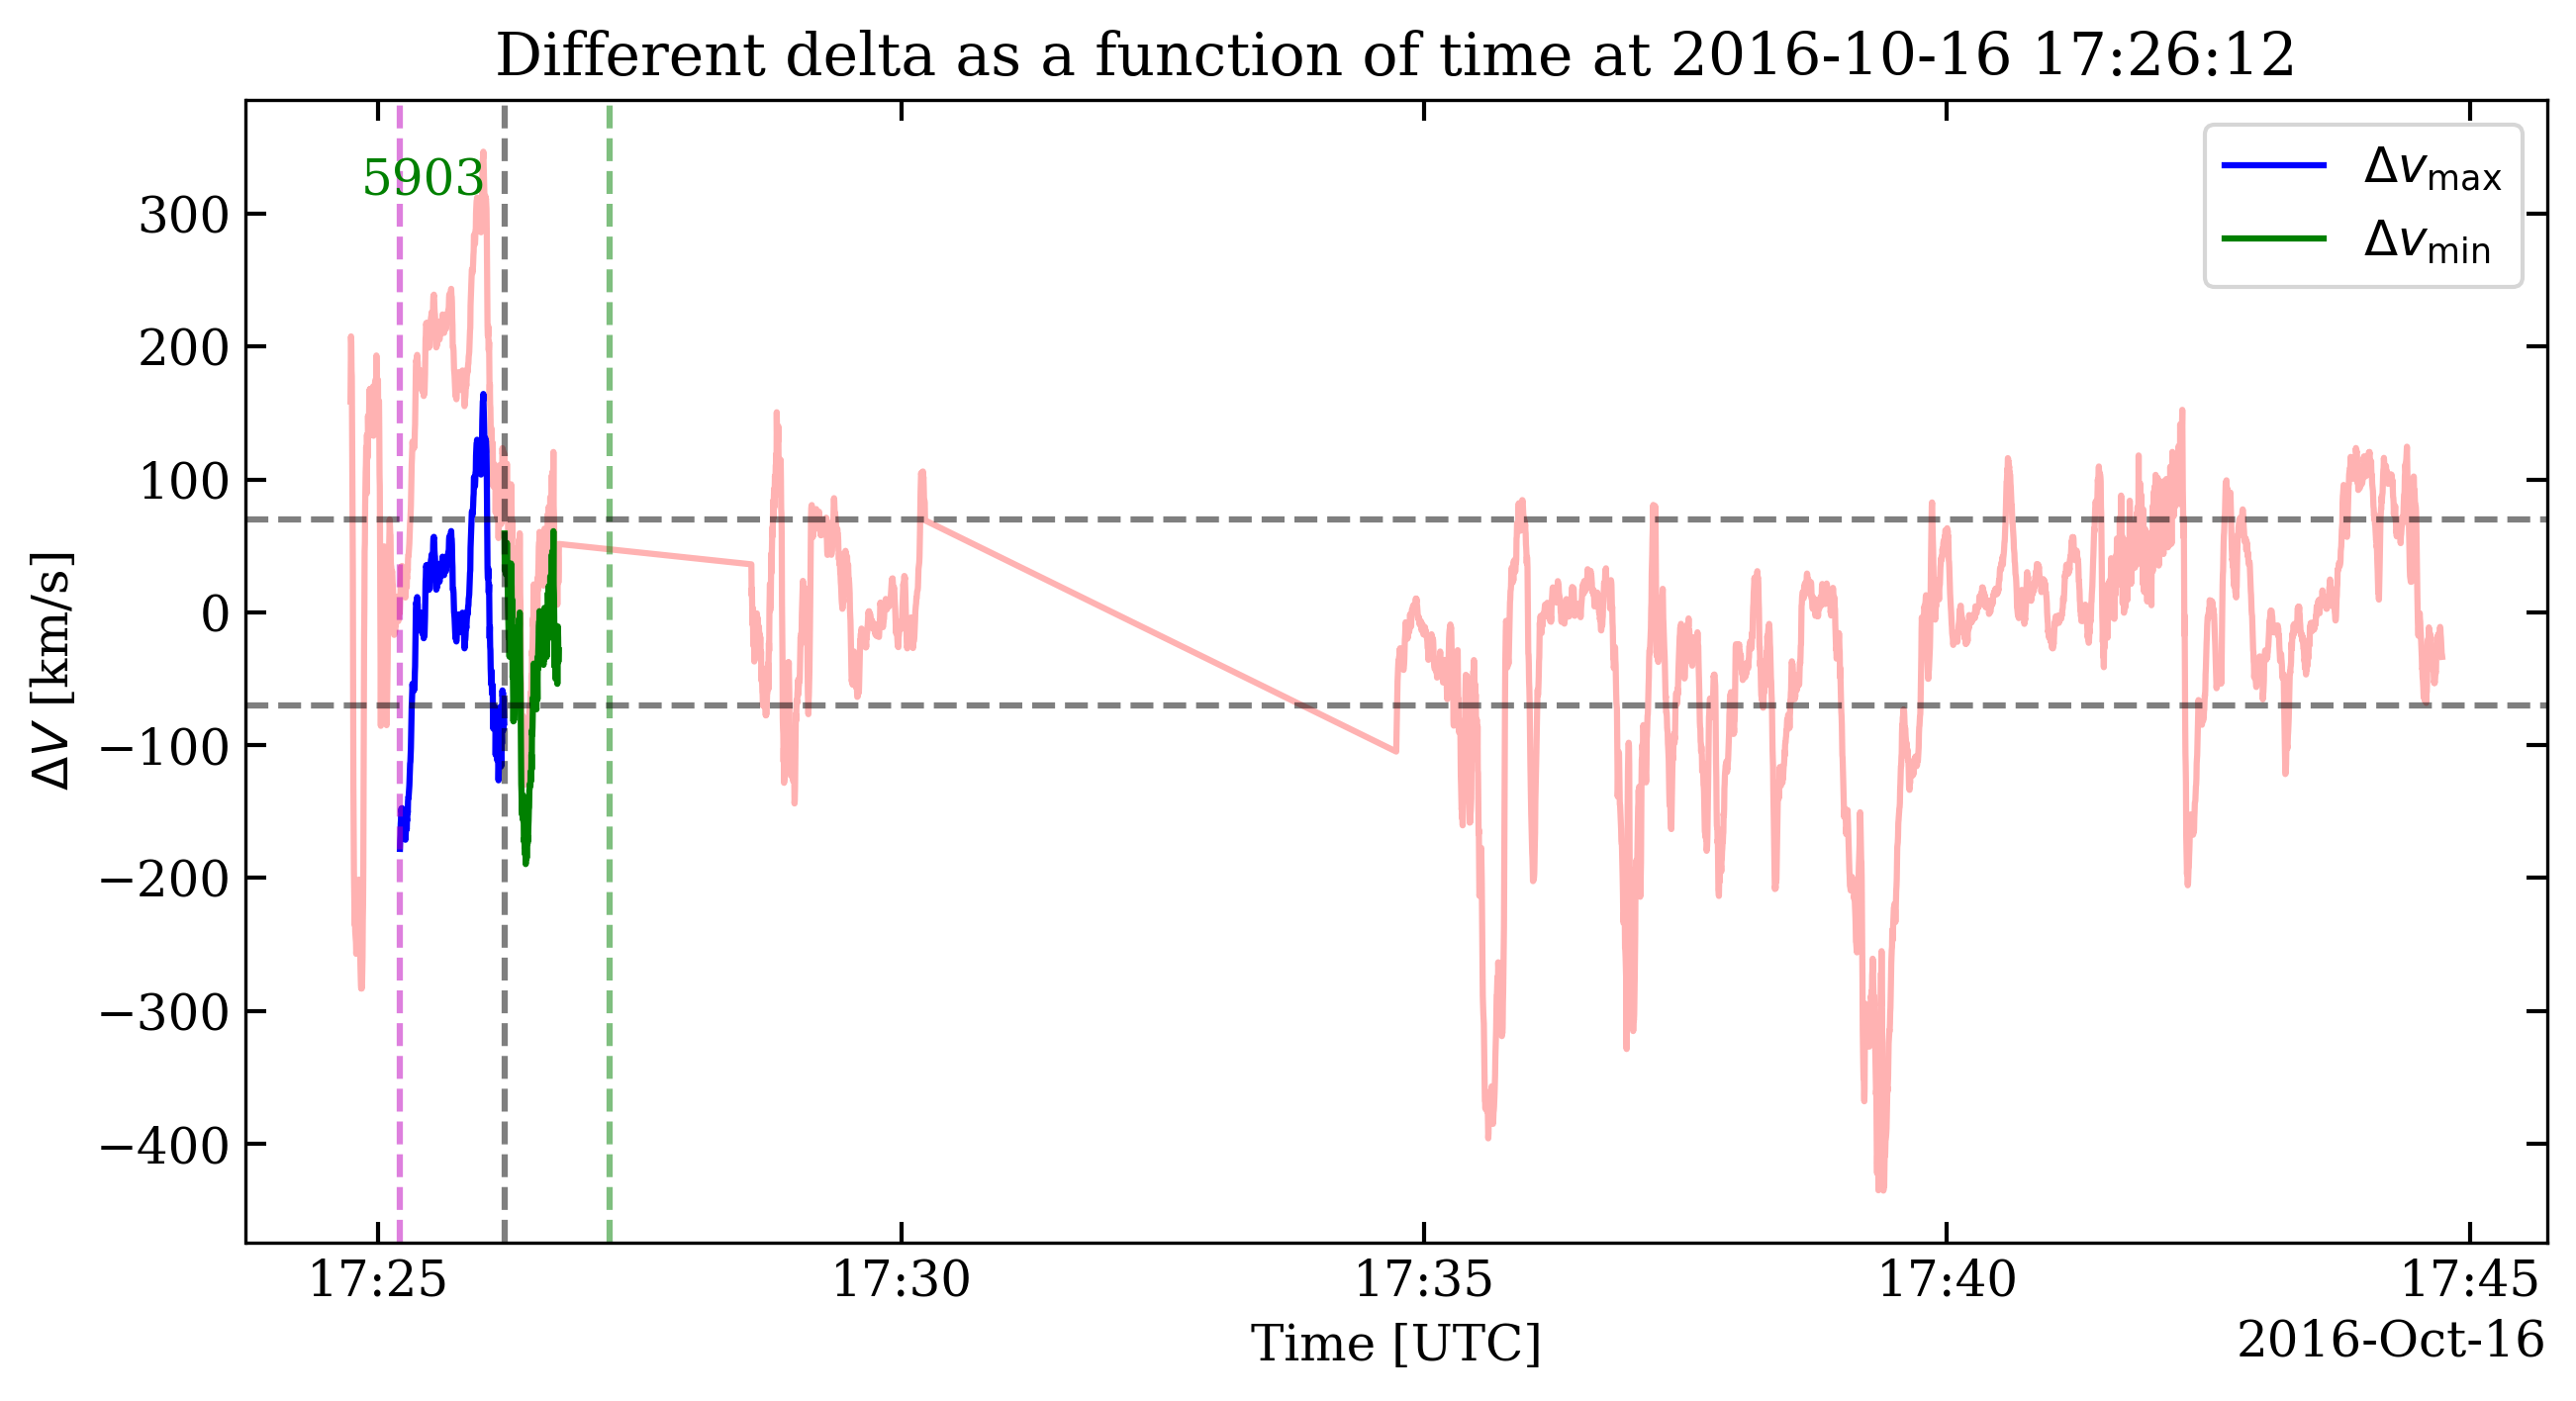 Different delta as a function of time at 2016-10-16 17:26:12
5903
Δv_max
Δv_min
300
200
100
0
−100
−200
−300
−400
ΔV [km/s]
17:25 17:30 17:35 17:40 17:45
Time [UTC]
2016-Oct-16